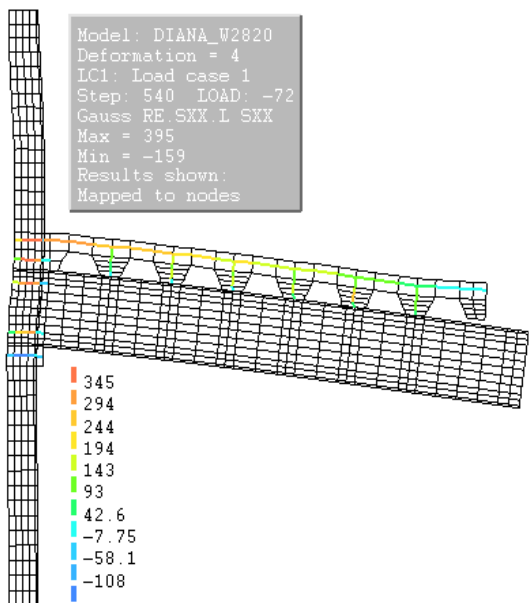 Model: DIANA_W2820
Deformation = 4
LC1: Load case 1
Step: 540 LOAD: -72
Gauss RE.SXX.L SXX
Max = 395
Min = -159
Results shown:
Mapped to nodes
345
294
244
194
143
93
42.6
-7.75
-58.1
-108